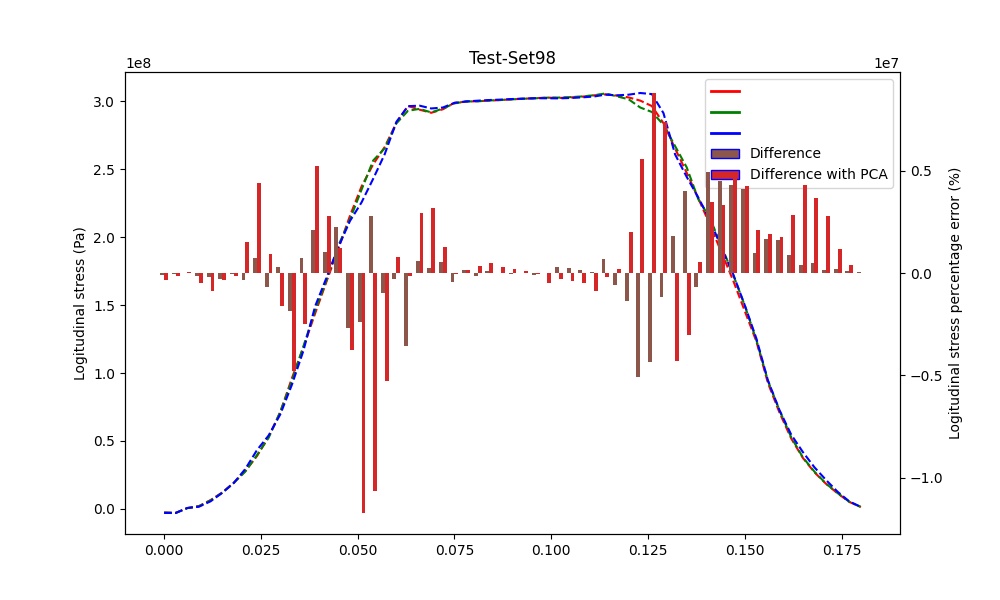 Test-Set98
1e8
1e7
3.0
2.5
2.0
1.5
1.0
0.5
0.0
Logitudinal stress (Pa)
Difference
Difference with PCA
0.5
0.0
−0.5
−1.0
Logitudinal stress percentage error (%)
0.000
0.025
0.050
0.075
0.100
0.125
0.150
0.175